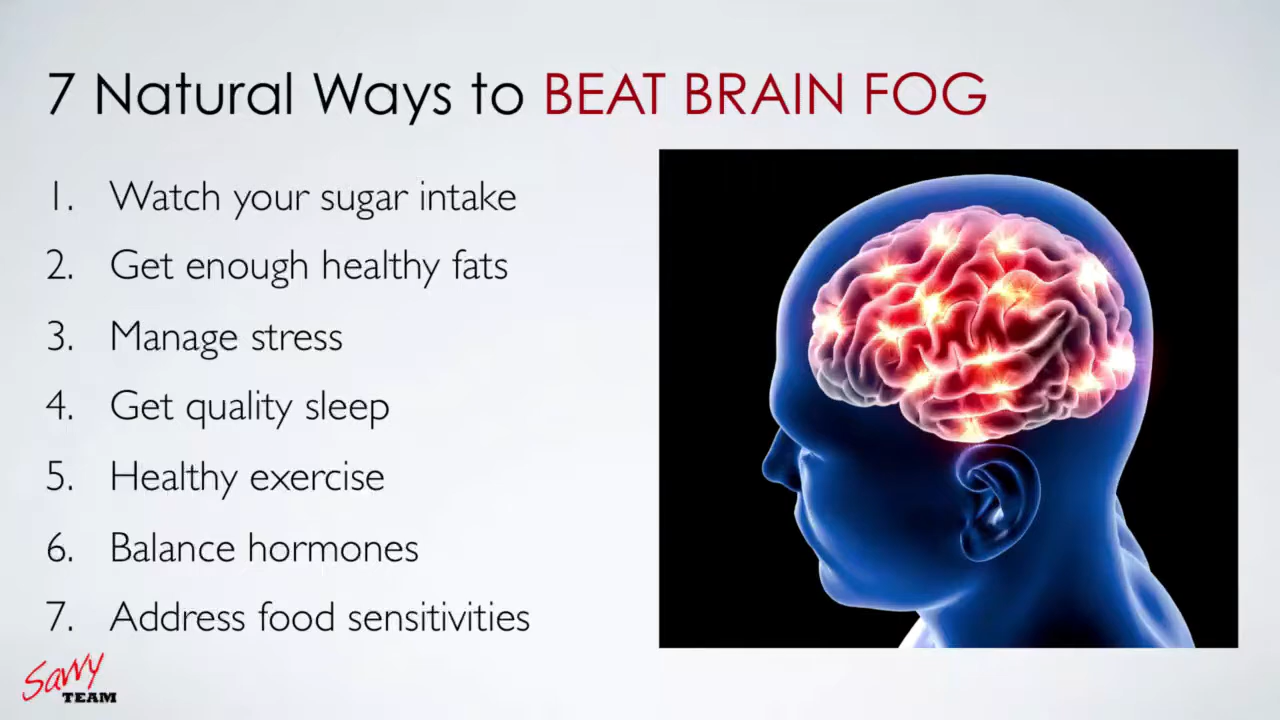 7 Natural Ways to BEAT BRAIN FOG
1. Watch your sugar intake
2. Get enough healthy fats
3. Manage stress
4. Get quality sleep
5. Healthy exercise
6. Balance hormones
7. Address food sensitivities
Savvy
TEAM